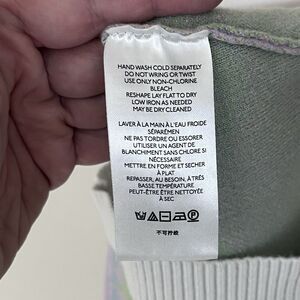 HAND WASH COLD SEPARATELY
DO NOT WRING OR TWIST
USE ONLY NON-CHLORINE
BLEACH
RESHAPE LAY FLAT TO DRY
LOW IRON AS NEEDED
MAY BE DRY CLEANED
LAVER À LA MAIN À L'EAU FROIDE
SÉPARÉMEN
NE PAS TORDRE OU ESSORER
UTILISER UN AGENT DE
BLANCHIMENT SANS CHLORE SI
NÉCESSAIRE
METTRE EN FORME ET SECHER
À PLAT
REPASSER, AU BESOIN, À TRÈS
BASSE TEMPÉRATURE
PEUT-ÊTRE ÊTRE NETTOYÉE
À SEC
不可拧绞